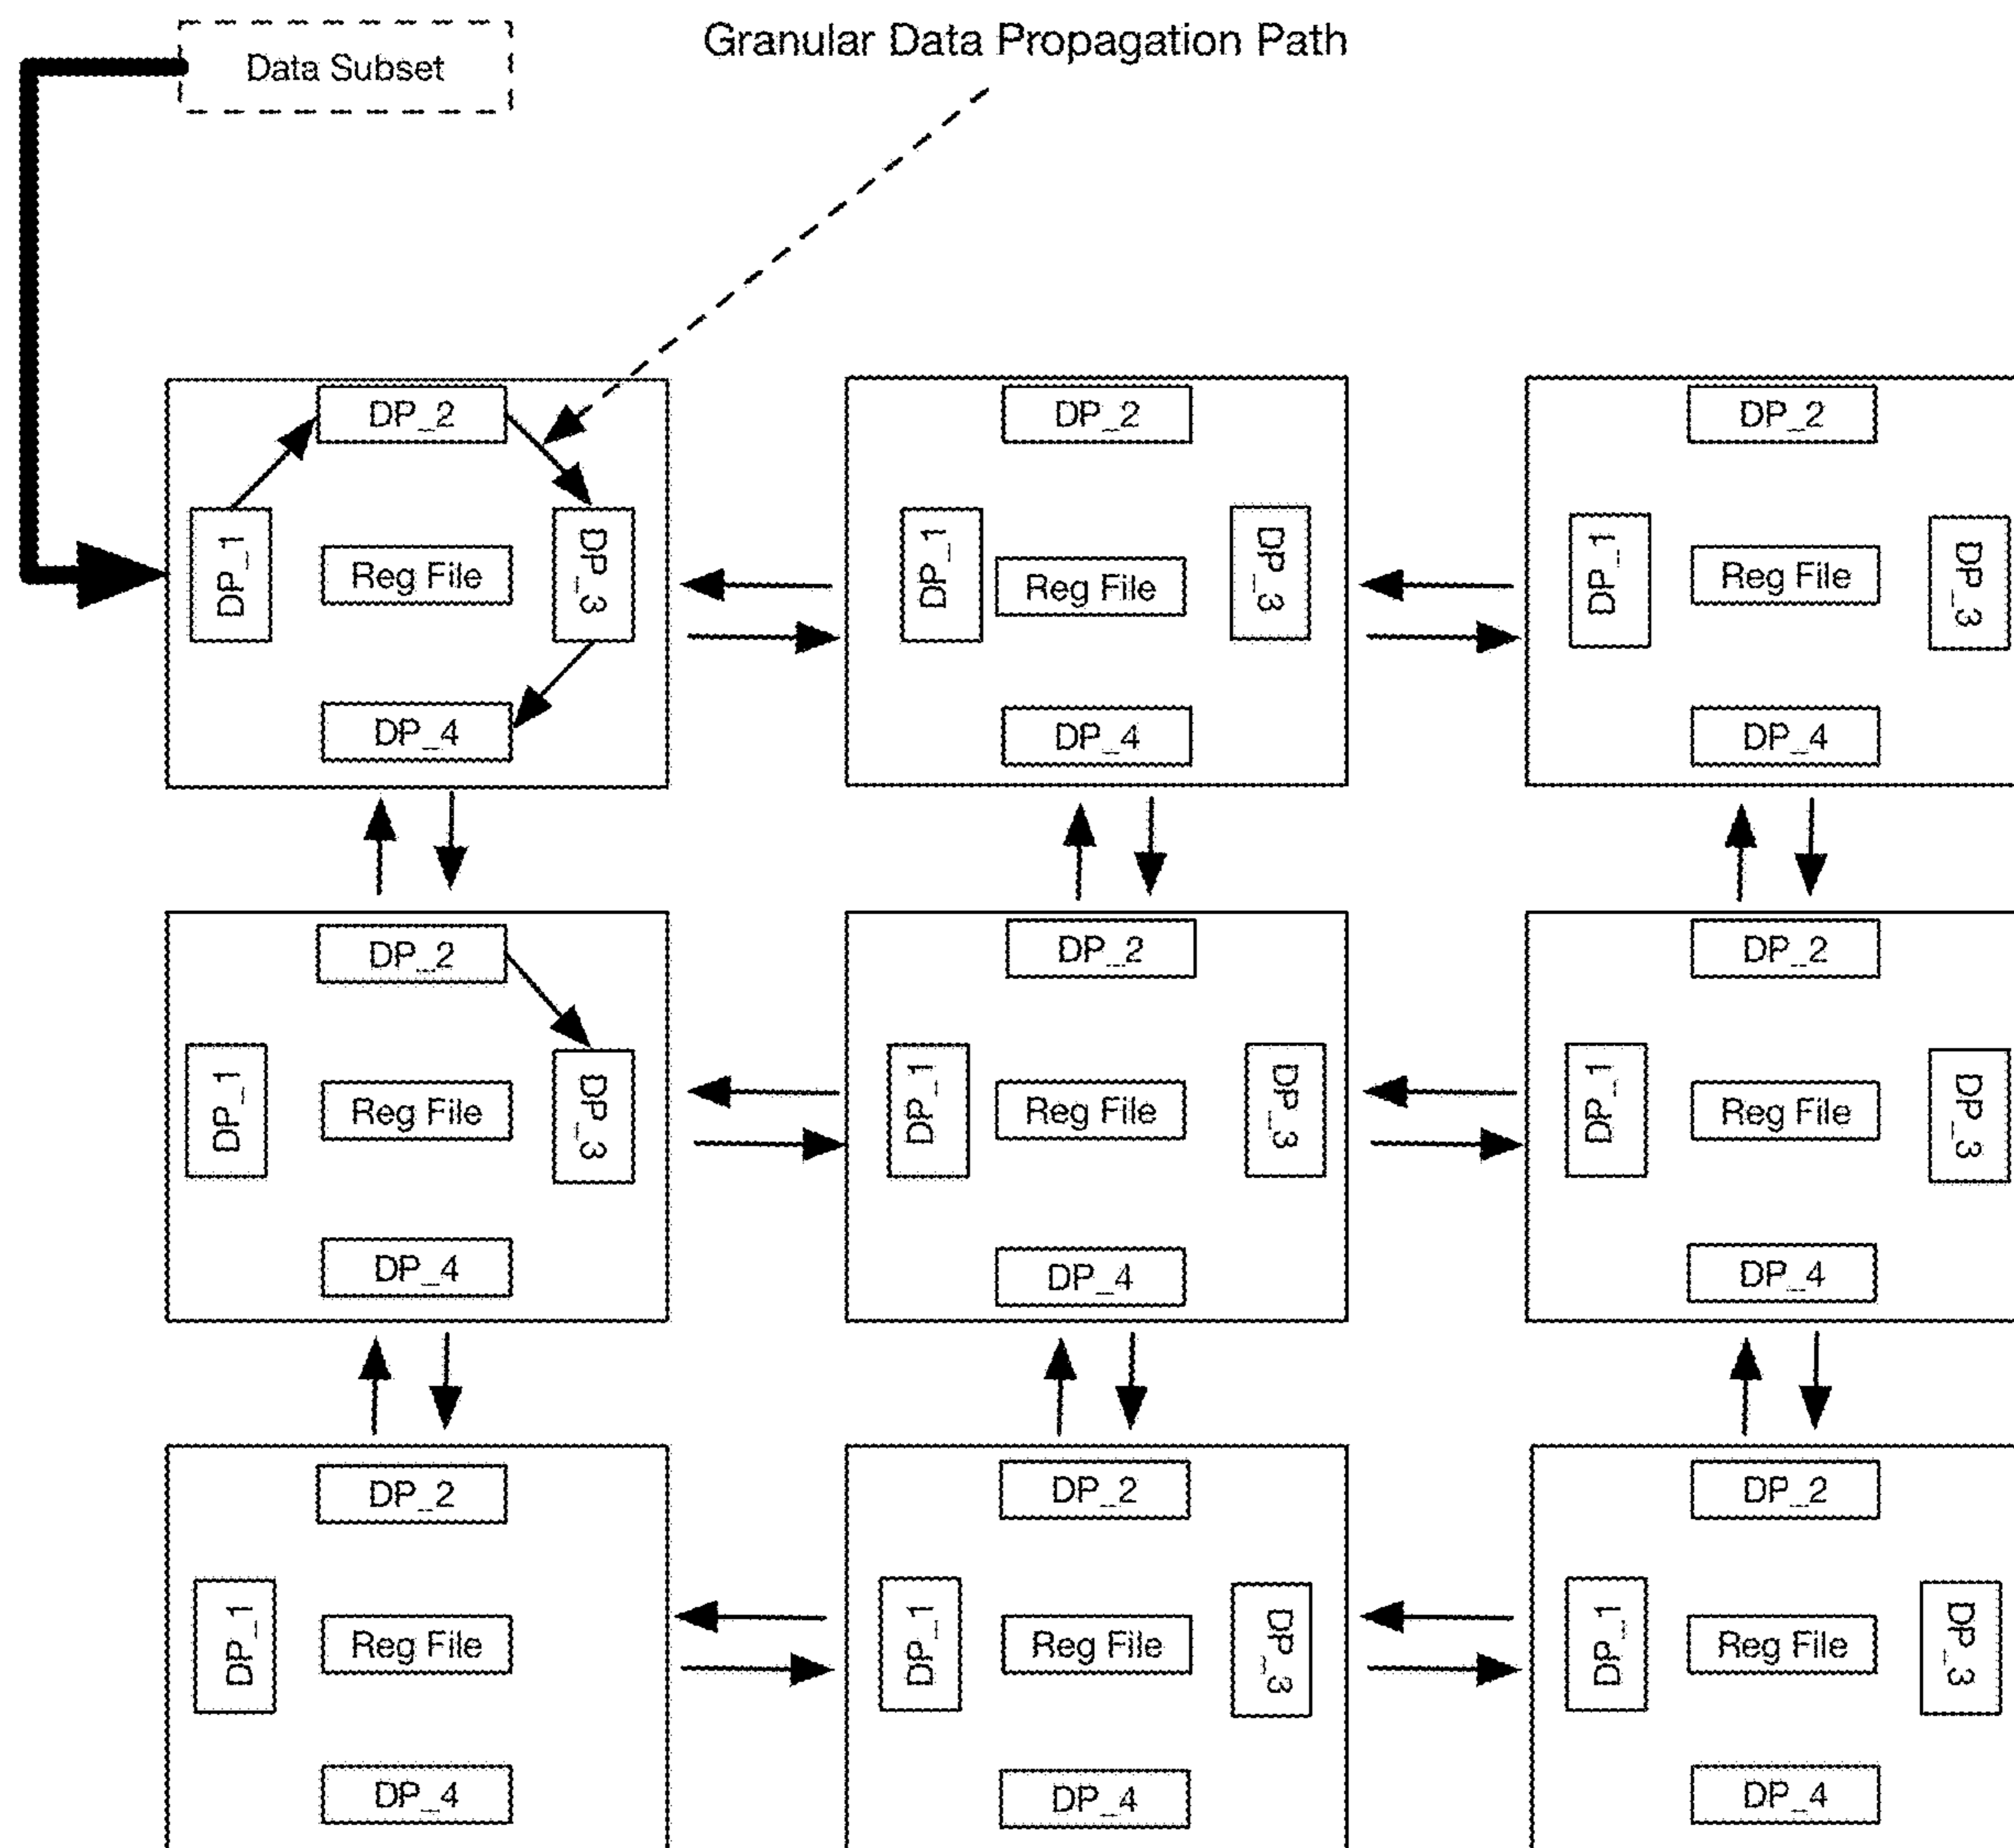 Data Subset
Granular Data Propagation Path
DP_2
DP_2
DP_2
DP_1
Reg File
DP_3
DP_1
Reg File
DP_3
DP_1
Reg File
DP_3
DP_4
DP_4
DP_4
DP_2
DP_2
DP_2
DP_1
Reg File
DP_3
DP_1
Reg File
DP_3
DP_1
Reg File
DP_3
DP_4
DP_4
DP_4
DP_2
DP_2
DP_2
DP_1
Reg File
DP_1
Reg File
DP_3
DP_1
Reg File
DP_3
DP_4
DP_4
DP_4